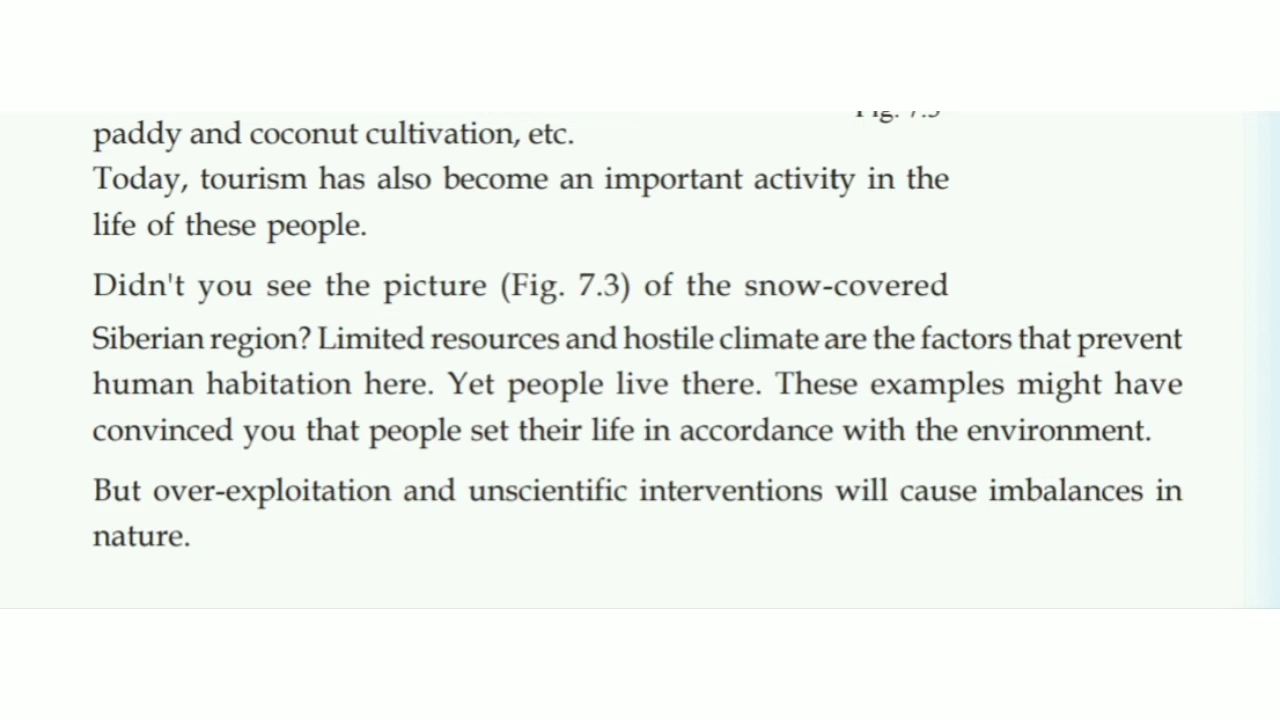 paddy and coconut cultivation, etc.
Today, tourism has also become an important activity in the
life of these people.
Didn't you see the picture (Fig. 7.3) of the snow-covered
Siberian region? Limited resources and hostile climate are the factors that prevent
human habitation here. Yet people live there. These examples might have
convinced you that people set their life in accordance with the environment.
But over-exploitation and unscientific interventions will cause imbalances in
nature.